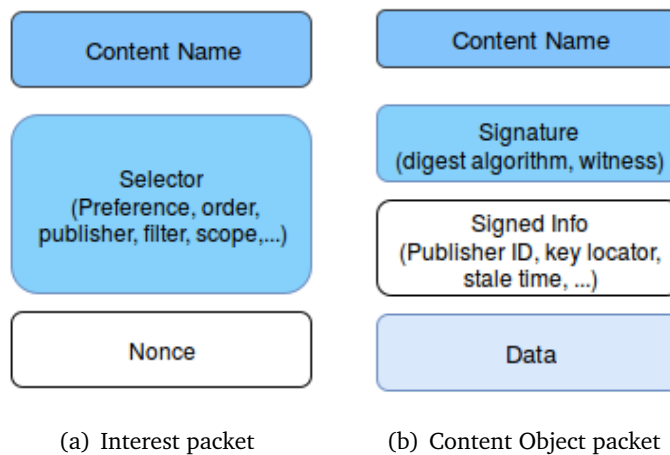 Content Name
Selector
(Preference, order,
publisher, filter, scope,...)
Nonce
(a) Interest packet
Content Name
Signature
(digest algorithm, witness)
Signed Info
(Publisher ID, key locator,
stale time, ...)
Data
(b) Content Object packet